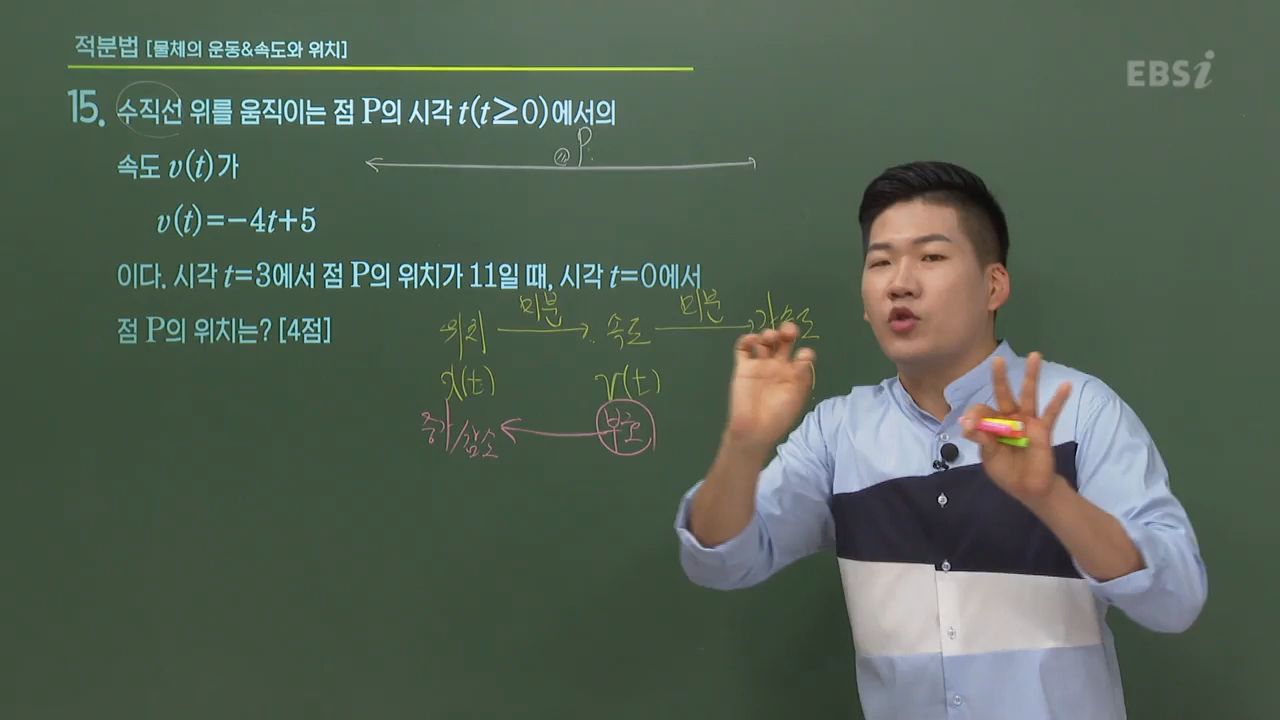 적분법 [물체의 운동&속도와 위치]
EBSi
15. 수직선 위를 움직이는 점 P의 시각 t(t≥0)에서의
P
속도 v(t)가
v(t)=-4t+5
이다. 시각 t=3에서 점 P의 위치가 11일 때, 시각 t=0에서
점 P의 위치는? [4점]
미분 미분
위치 속도
x(t) v(t)
증가/감소 부호